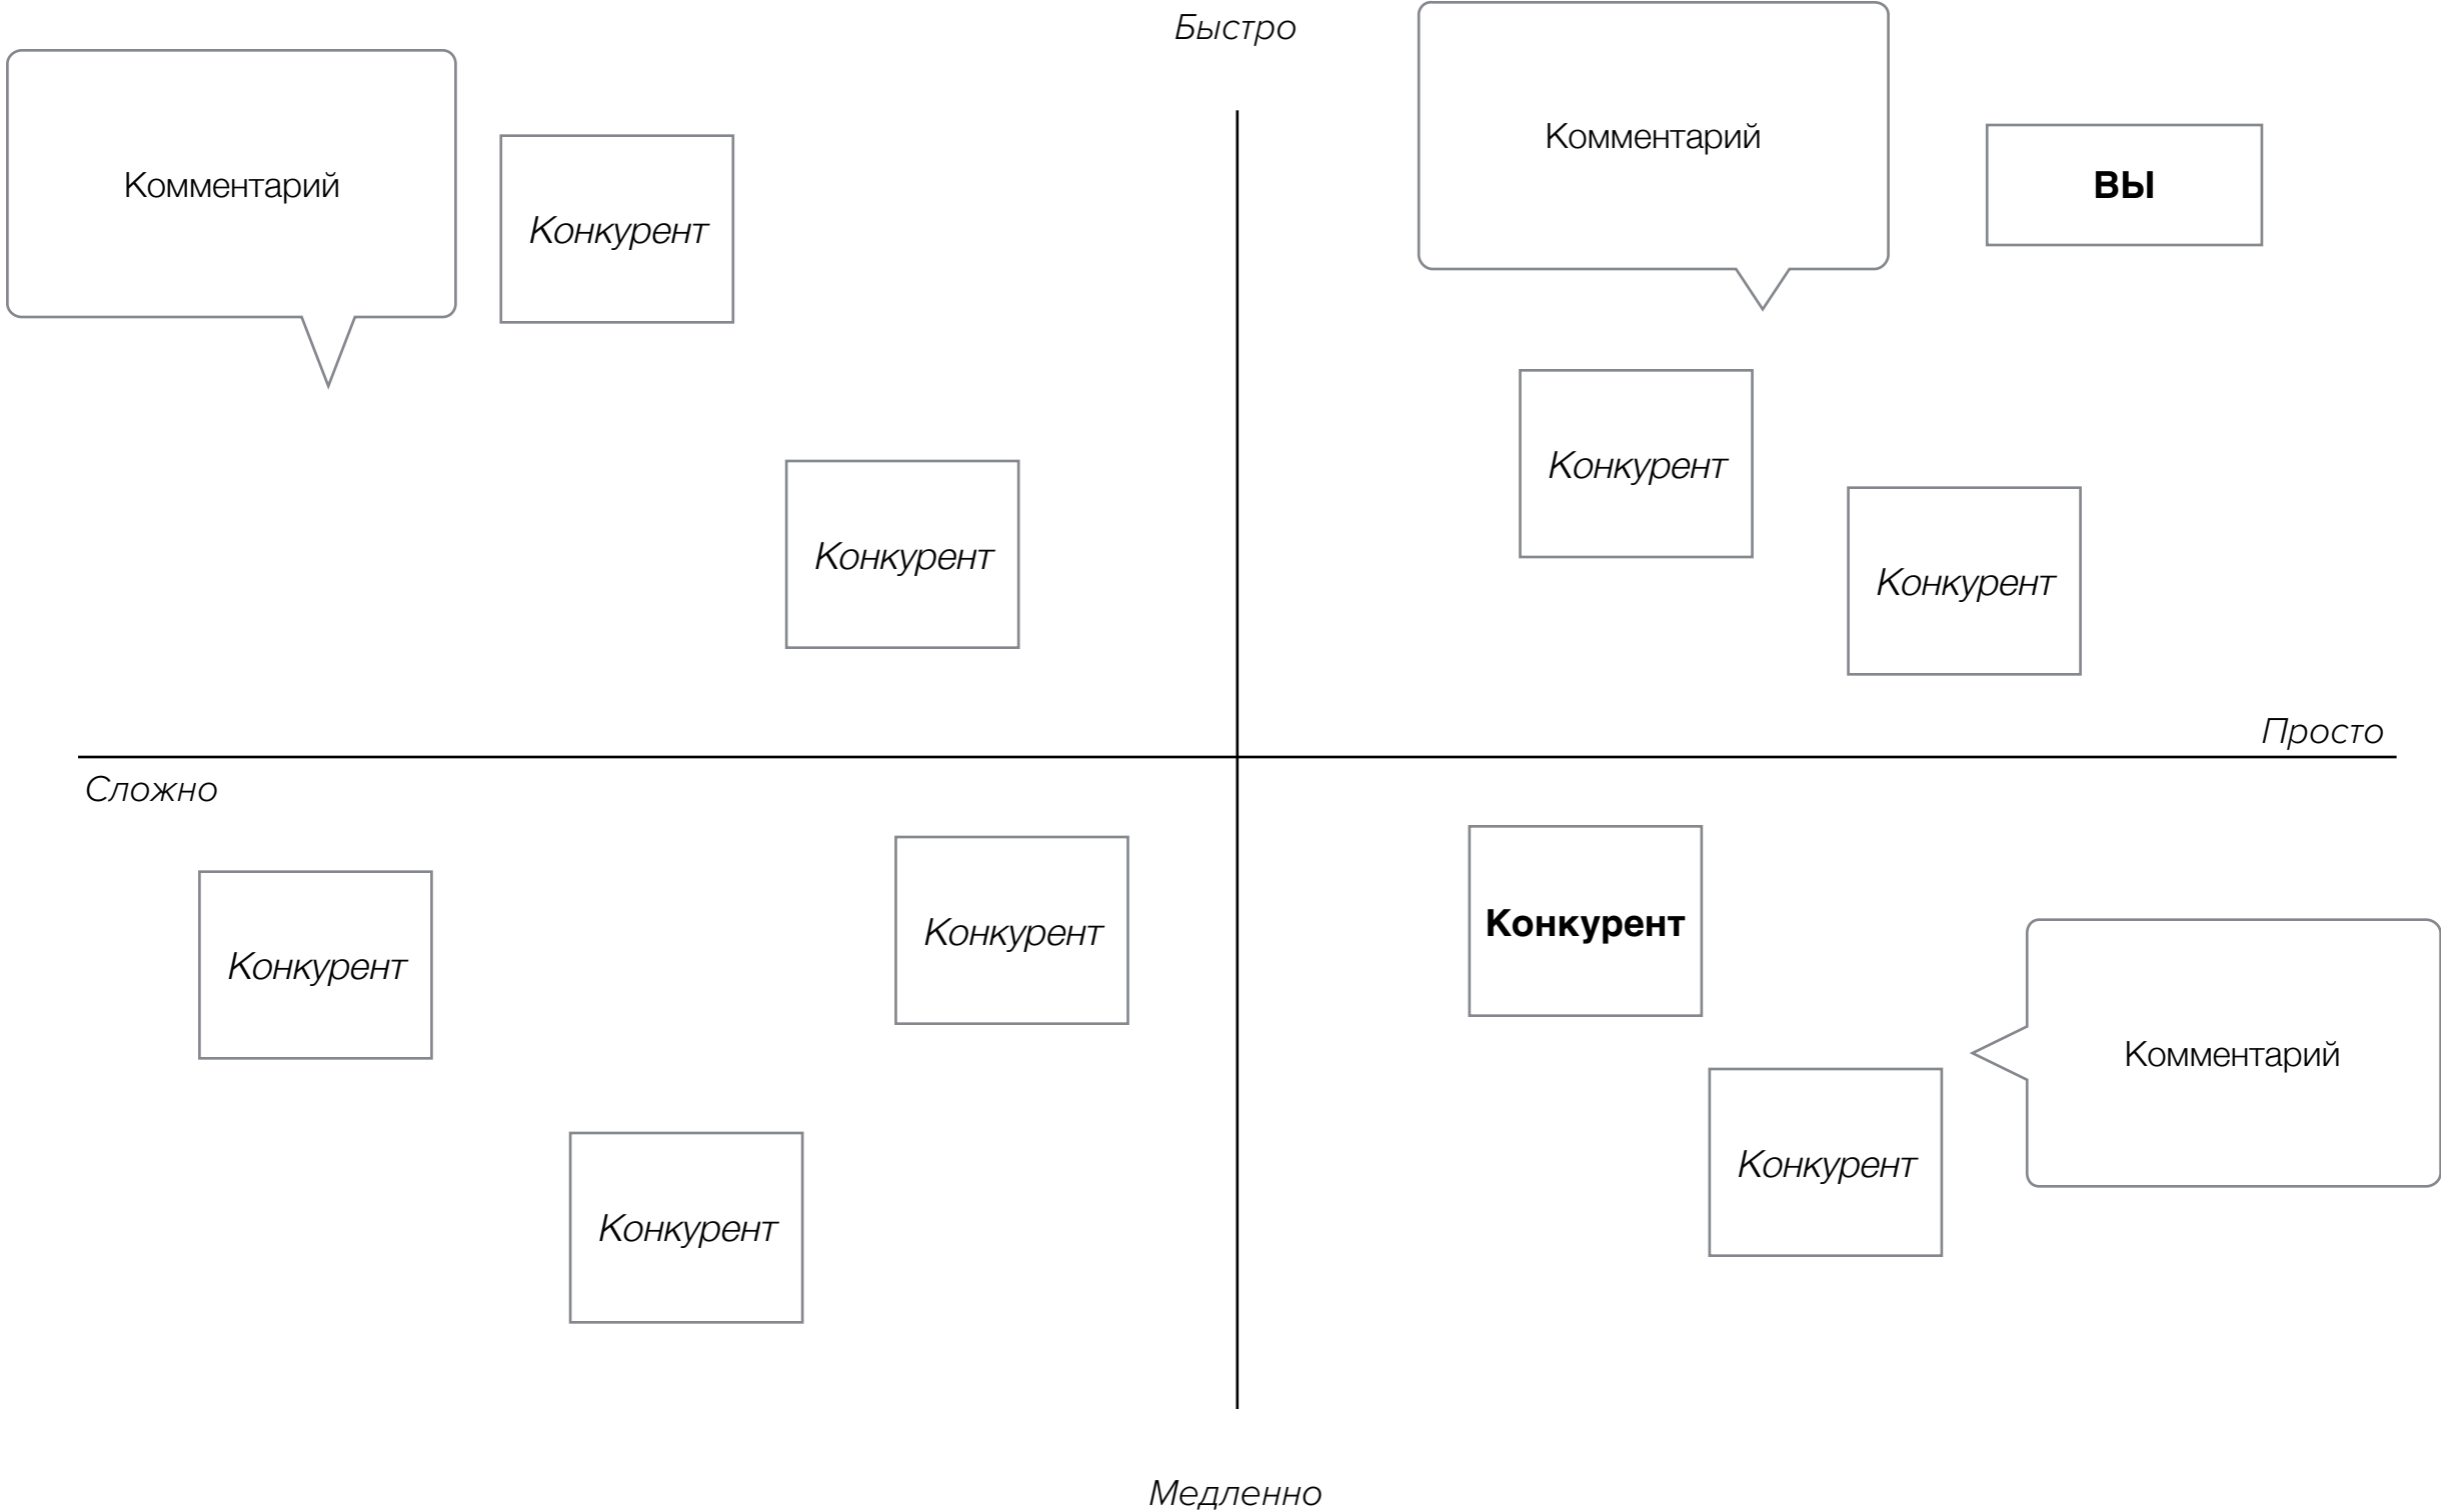 Быстро
Комментарий
Комментарий
ВЫ
Конкурент
Конкурент
Конкурент
Конкурент
Просто
Сложно
Конкурент
Конкурент
Конкурент
Комментарий
Конкурент
Конкурент
Медленно